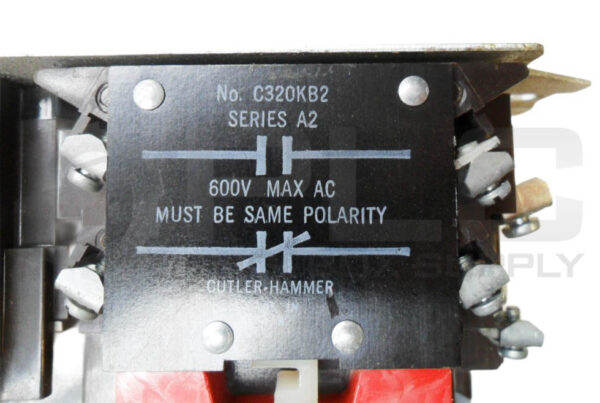 No. C320KB2
SERIES A2
600V MAX AC
MUST BE SAME POLARITY
CUTLER-HAMMER